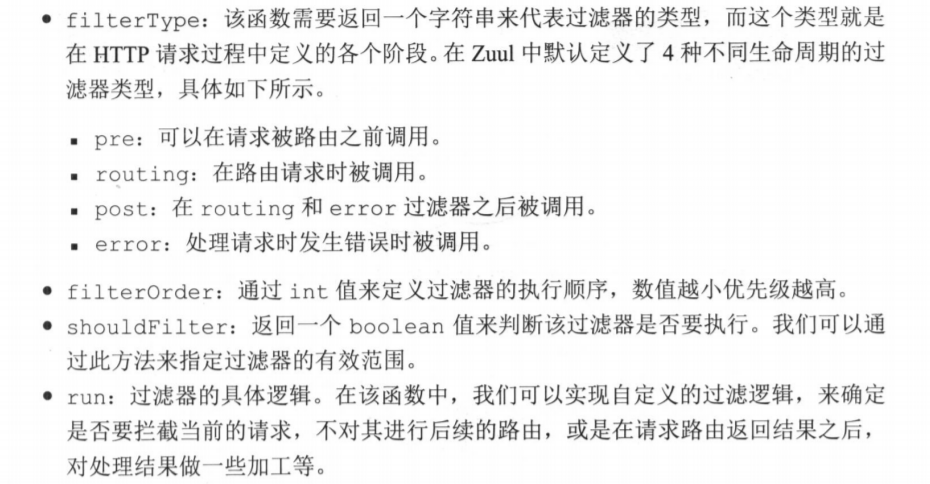 • filterType：该函数需要返回一个字符串来代表过滤器的类型，而这个类型就是
在 HTTP 请求过程中定义的各个阶段。在 Zuul 中默认定义了 4 种不同生命周期的过
滤器类型，具体如下所示。
▪ pre：可以在请求被路由之前调用。
▪ routing：在路由请求时被调用。
▪ post：在 routing 和 error 过滤器之后被调用。
▪ error：处理请求时发生错误时被调用。
• filterOrder：通过 int 值来定义过滤器的执行顺序，数值越小优先级越高。
• shouldFilter：返回一个 boolean 值来判断该过滤器是否要执行。我们可以通
过此方法来指定过滤器的有效范围。
• run：过滤器的具体逻辑。在该函数中，我们可以实现自定义的过滤逻辑，来确定
是否要拦截当前的请求，不对其进行后续的路由，或是在请求路由返回结果之后，
对处理结果做一些加工等。